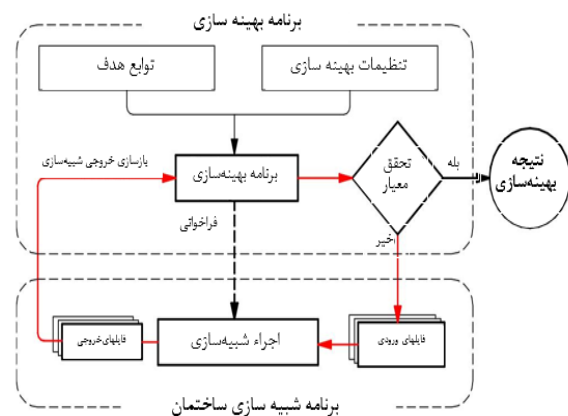 برنامه بهینه سازی
تنظیمات بهینه سازی
توابع هدف
بازسازی خروجی شبیه‌سازی
برنامه بهینه‌سازی
تحقق
معیار
بله
نتیجه
بهینه‌سازی
فراخوانی
خیر
فایلهای ورودی
اجراء شبیه‌سازی
فایلهای‌خروجی
برنامه شبیه سازی ساختمان